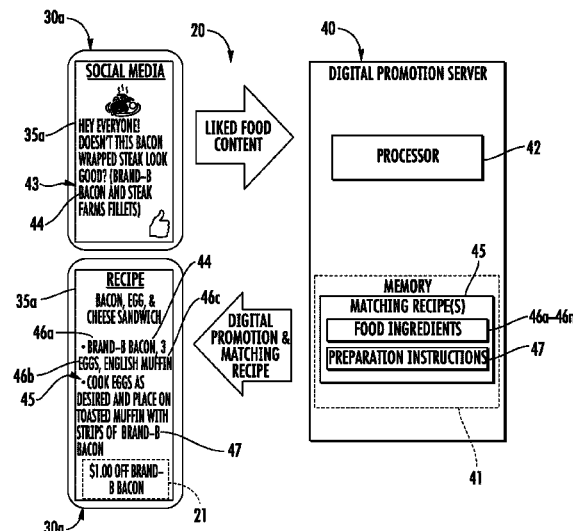 30a
20
40
SOCIAL MEDIA
35a
HEY EVERYONE!
DOESN'T THIS BACON
WRAPPED STEAK LOOK
GOOD? (BRAND-B
BACON AND STEAK
FARMS FILLETS)
43
44
LIKED FOOD
CONTENT
DIGITAL PROMOTION SERVER
PROCESSOR
42
MEMORY
45
MATCHING RECIPE(S)
FOOD INGREDIENTS
46a-46n
PREPARATION INSTRUCTIONS
47
41
DIGITAL
PROMOTION &
MATCHING
RECIPE
RECIPE
44
35a
BACON, EGG, &
CHEESE SANDWICH
46c
46a
• BRAND-B BACON, 3
EGGS, ENGLISH MUFFIN
46b
45
• COOK EGGS AS
DESIRED AND PLACE ON
TOASTED MUFFIN WITH
STRIPS OF BRAND-B
BACON
47
$1.00 OFF BRAND-
B BACON
21
30a